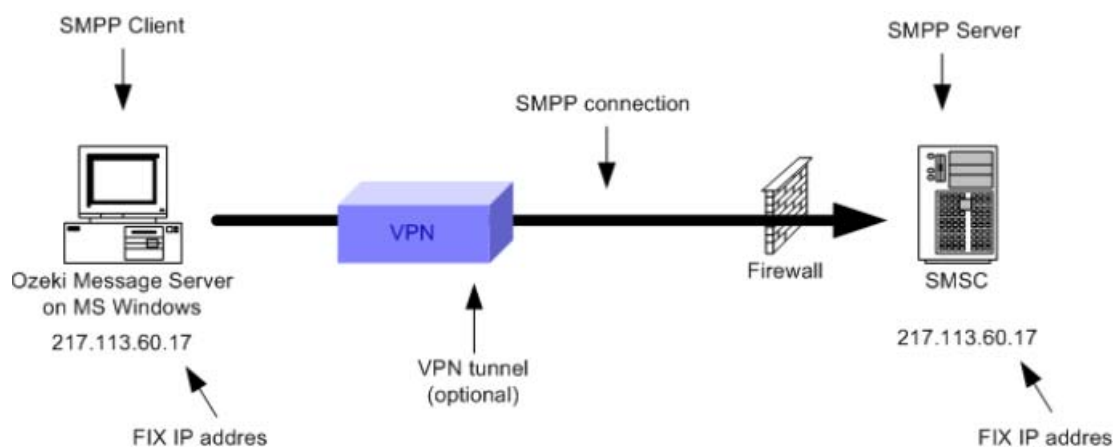 SMPP Client
SMPP Server
SMPP connection
VPN
Firewall
Ozeki Message Server
on MS Windows
217.113.60.17
SMSC
217.113.60.17
VPN tunnel
(optional)
FIX IP addres
FIX IP addres